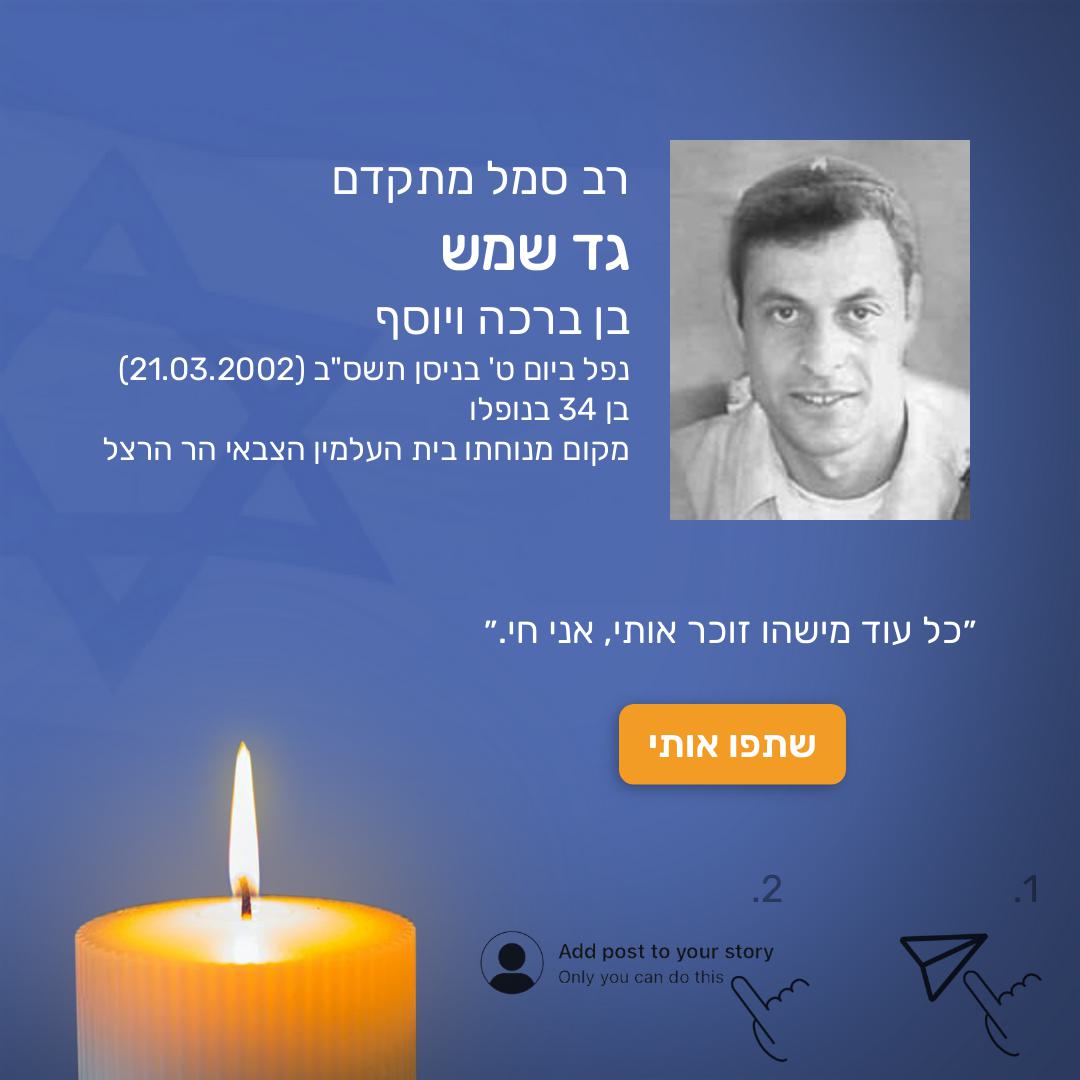 רב סמל מתקדם
גד שמש
בן ברכה ויוסף
נפל ביום ט' בניסן תשס"ב (21.03.2002)
בן 34 בנופלו
מקום מנוחתו בית העלמין הצבאי הר הרצל
״כל עוד מישהו זוכר אותי, אני חי.״
שתפו אותי
1.
2.
Add post to your story
Only you can do this